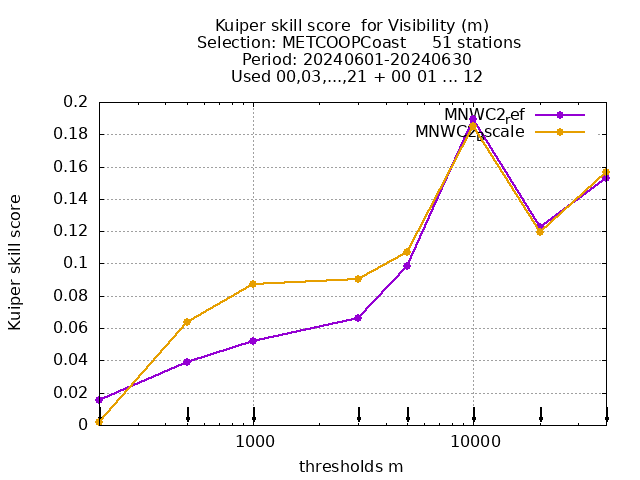 Kuiper skill score  for Visibility (m)
Selection: METCOOPCoast     51 stations
Period: 20240601-20240630
Used 00,03,...,21 + 00 01 ... 12
MNWC2ref
0.2
0.18
0.16
0.14
0.12
0.1
0.08
0.06
0.04
0.02
0
1000
10000
Kuiper skill score
thresholds m